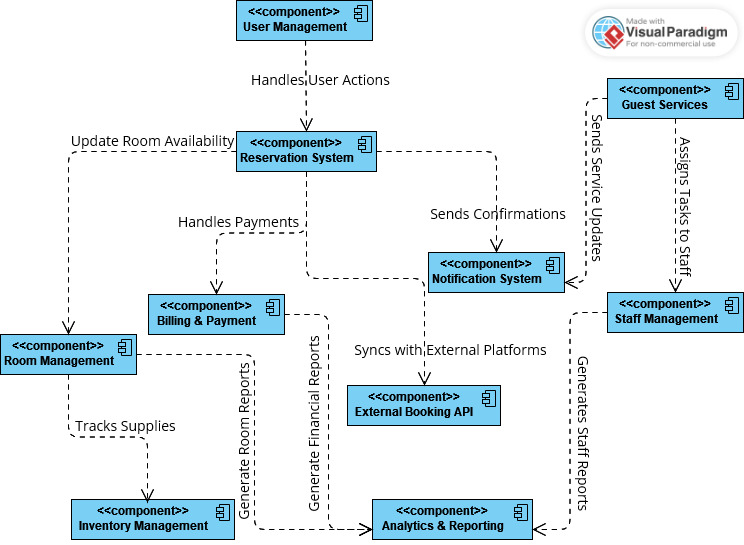 <<component>>
User Management
Made with
Visual Paradigm
For non-commercial use
Handles User Actions
<<component>>
Guest Services
Update Room Availability
<<component>>
Reservation System
Sends Service Updates
Assigns Tasks to Staff
Handles Payments
Sends Confirmations
<<component>>
Notification System
<<component>>
Billing & Payment
<<component>>
Staff Management
<<component>>
Room Management
Syncs with External Platforms
Generate Room Reports
Generate Financial Reports
Generates Staff Reports
<<component>>
External Booking API
Tracks Supplies
<<component>>
Inventory Management
<<component>>
Analytics & Reporting